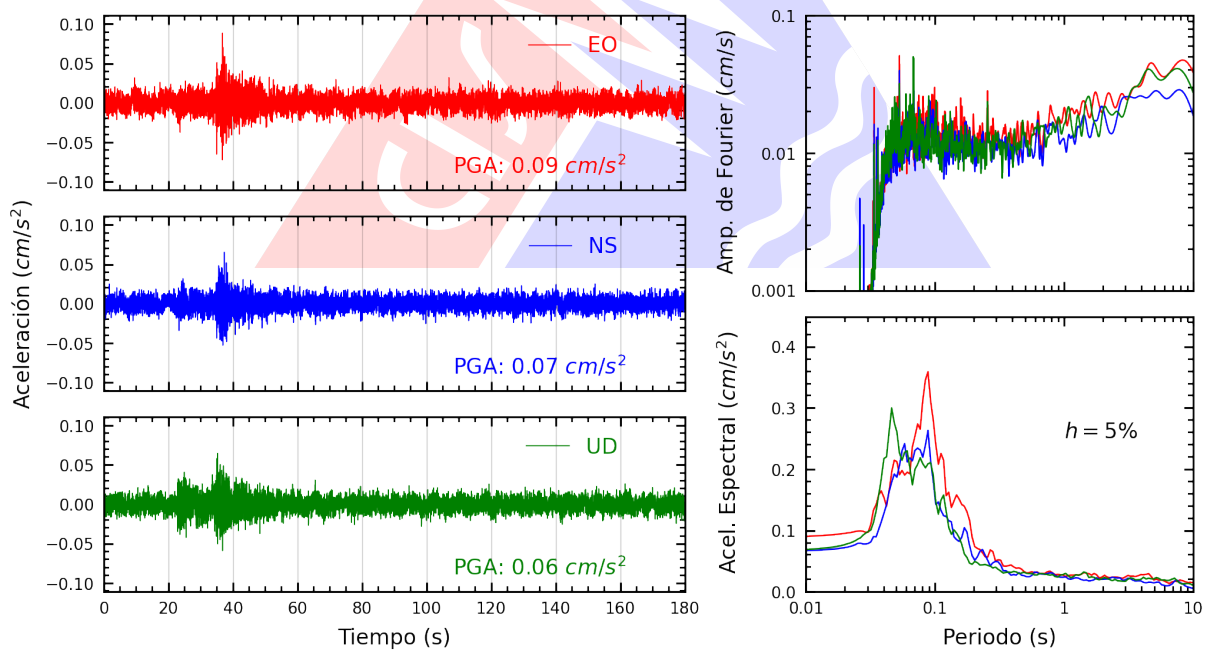 Aceleración (cm/s²)
0.10
0.05
0.00
−0.05
−0.10
EO
PGA: 0.09 cm/s²
0.10
0.05
0.00
−0.05
−0.10
NS
PGA: 0.07 cm/s²
0.10
0.05
0.00
−0.05
−0.10
UD
PGA: 0.06 cm/s²
0 20 40 60 80 100 120 140 160 180
Tiempo (s)
Amp. de Fourier (cm/s)
0.1
0.01
0.001
Acel. Espectral (cm/s²)
0.4
0.3
0.2
0.1
0.0
h = 5%
0.01 0.1 1 10
Periodo (s)